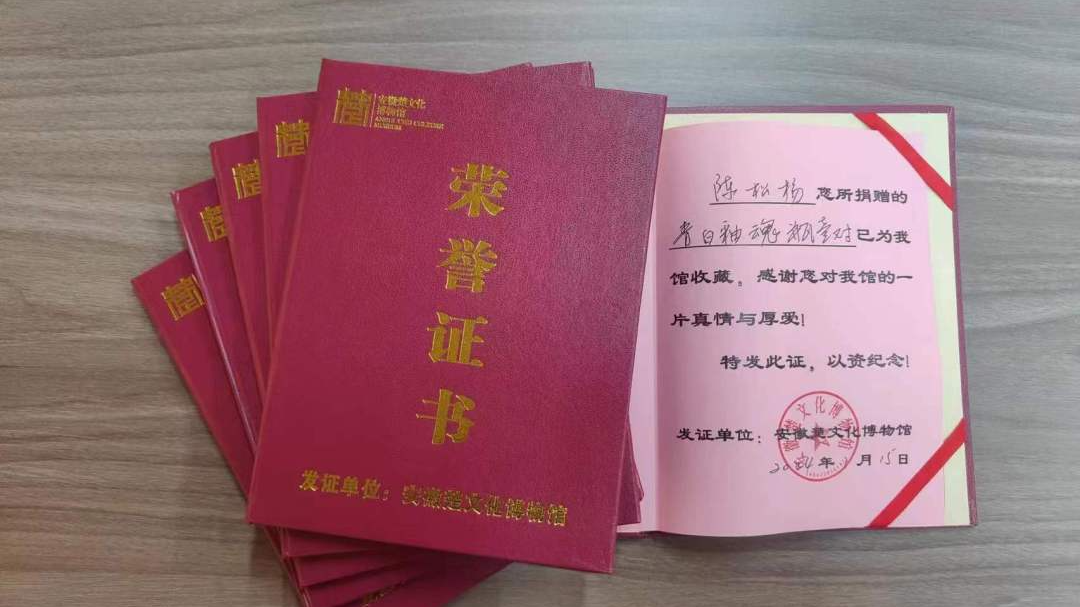 安徽楚文化
博物馆
ANHUI CHU CULTURE
MUSEUM
荣誉证书
发证单位：安徽楚文化博物馆
陈松杨 您所捐赠的
青白釉魂瓶壹对已为我
馆收藏，感谢您对我馆的一
片真情与厚爱！
特发此证，以资纪念！
发证单位：安徽楚文化博物馆
年 月15日